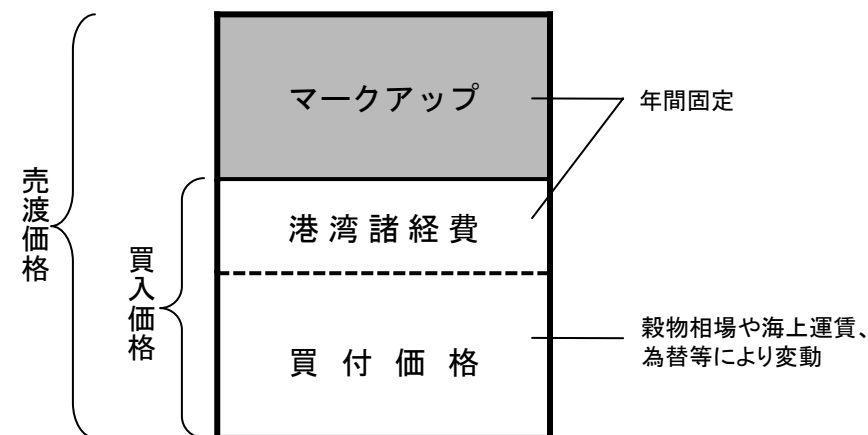 マークアップ
年間固定
売渡価格
港湾諸経費
買入価格
買付価格
穀物相場や海上運賃、
為替等により変動